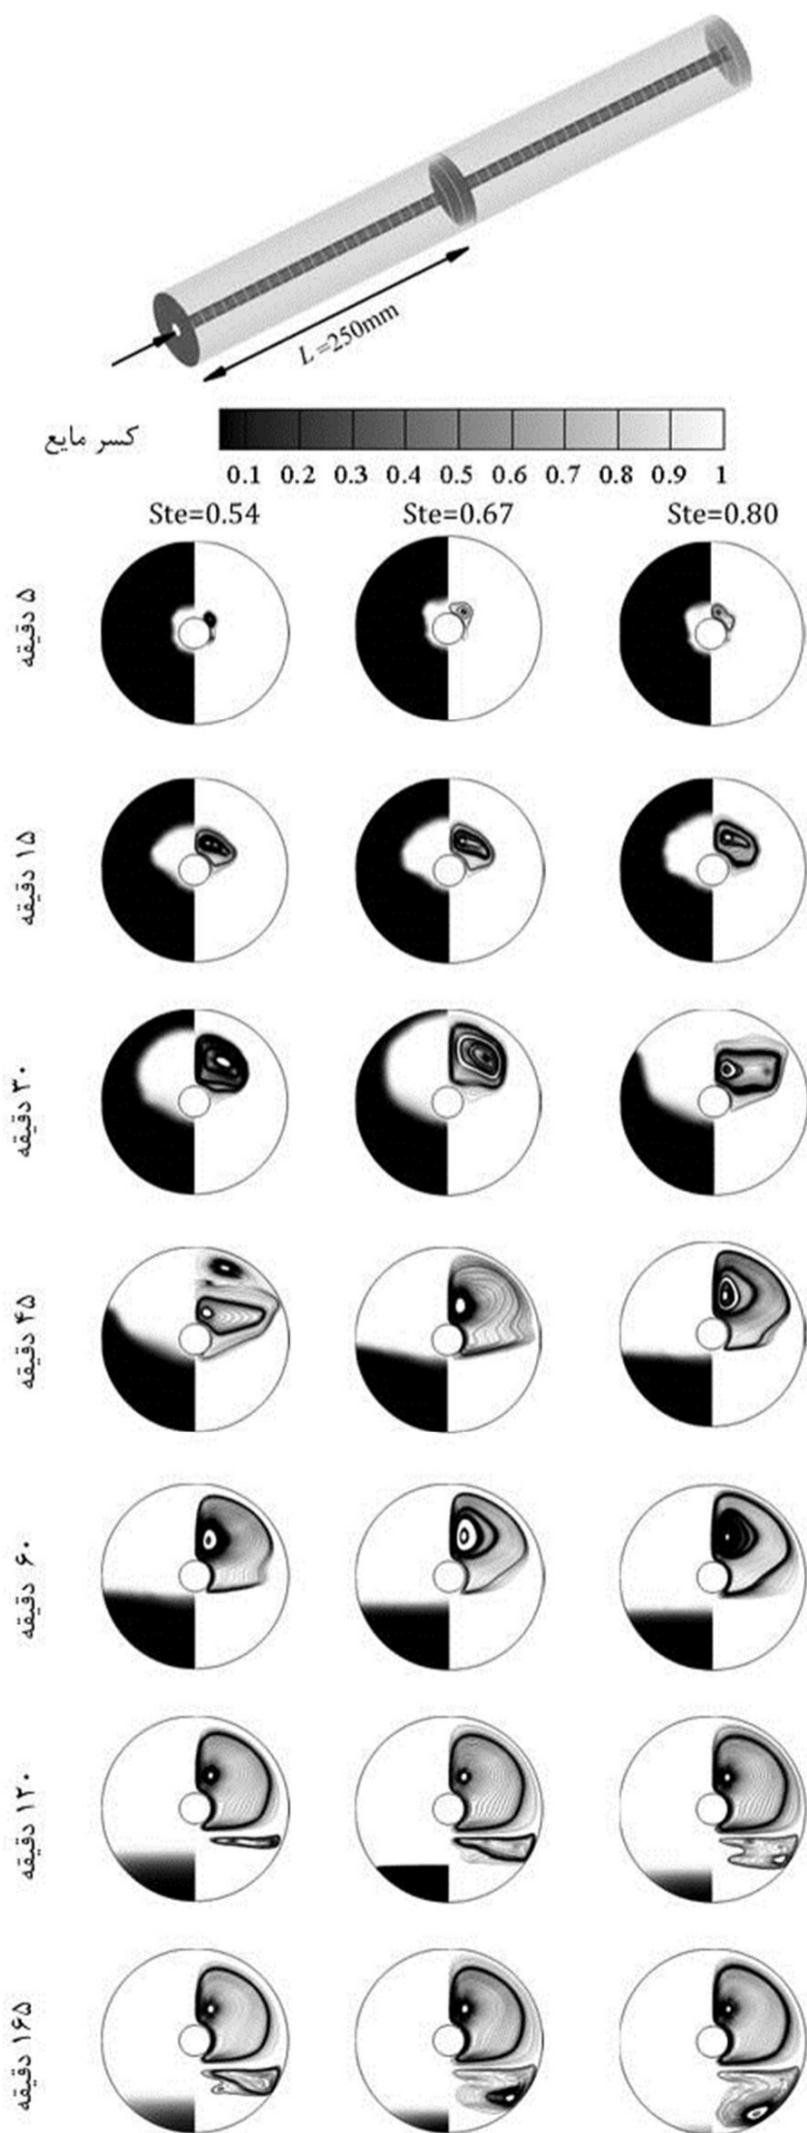 L =250mm
کسر مایع
0.1 0.2 0.3 0.4 0.5 0.6 0.7 0.8 0.9 1
Ste=0.54 Ste=0.67 Ste=0.80
۵ دقیقه
۱۵ دقیقه
۳۰ دقیقه
۴۵ دقیقه
۶۰ دقیقه
۱۲۰ دقیقه
۱۶۵ دقیقه